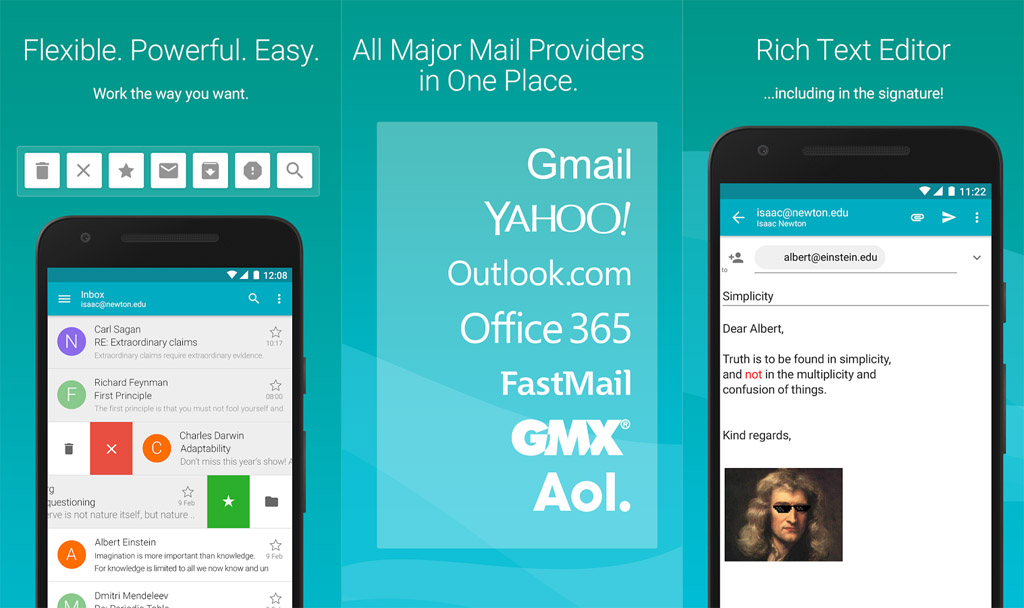 Flexible. Powerful. Easy.
Work the way you want.
12:08
Inbox
isaac@newton.edu
N
Carl Sagan
RE: Extraordinary claims
10:17
Extraordinary claims require extraordinary evidence.
F
Richard Feynman
First Principle
08:00
The first principle is that you must not fool yourself and
C
Charles Darwin
Adaptability
Don't miss this year's show! A
rg
questioning
9 Feb
erve is not nature itself, but nature ..
A
Albert Einstein
Imagination is more important than knowledge.
9 Feb
For knowledge is limited to all we now know and un
M
Dmitri Mendeleev
Re: Periodic Table
All Major Mail Providers
in One Place.
Gmail
YAHOO!
Outlook.com
Office 365
FastMail
GMX®
Aol.
Rich Text Editor
...including in the signature!
11:22
isaac@newton.edu
Isaac Newton
to
albert@einstein.edu
Simplicity
Dear Albert,
Truth is to be found in simplicity,
and not in the multiplicity and
confusion of things.
Kind regards,